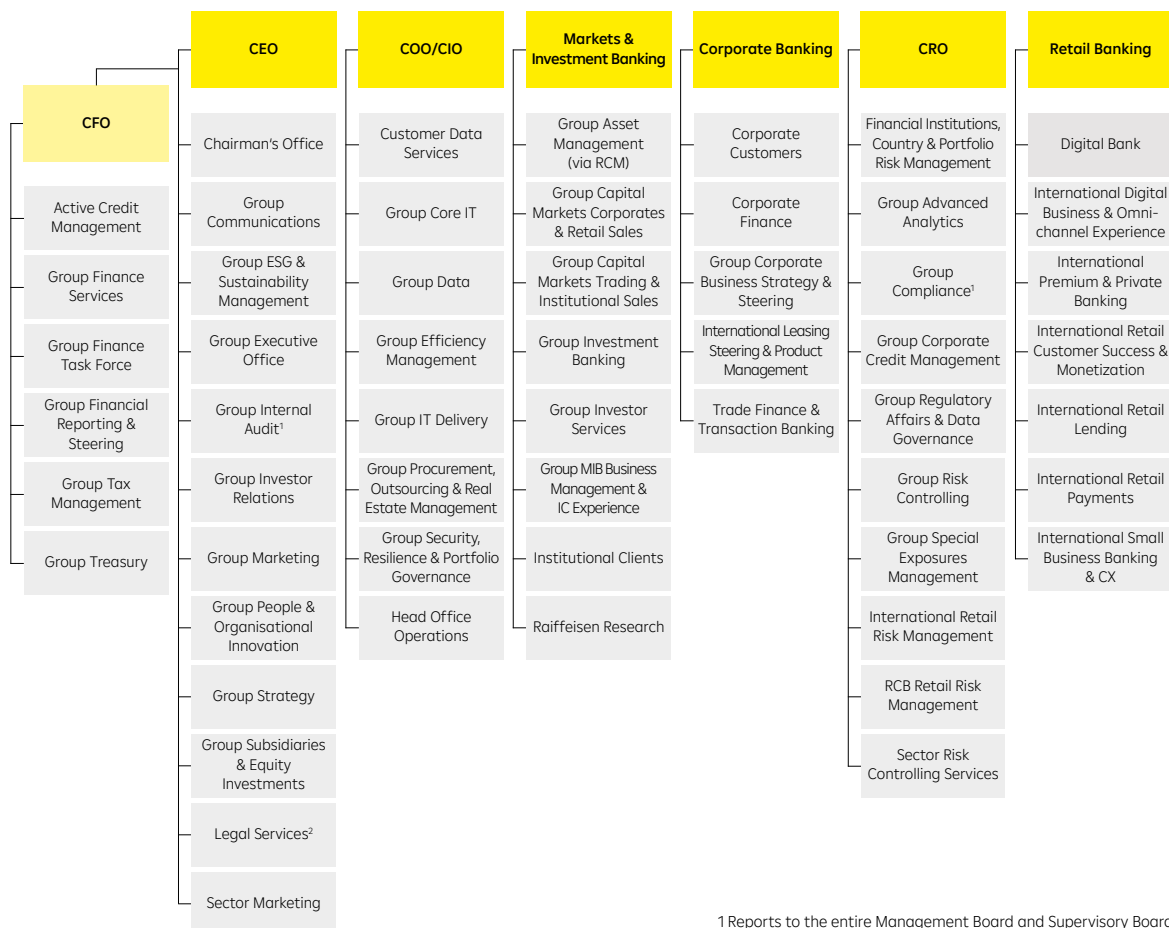 CFO
Active Credit
Management
Group Finance
Services
Group Finance
Task Force
Group Financial
Reporting &
Steering
Group Tax
Management
Group Treasury
CEO
Chairman's Office
Group
Communications
Group ESG &
Sustainability
Management
Group Executive
Office
Group Internal
Audit¹
Group Investor
Relations
Group Marketing
Group People &
Organisational
Innovation
Group Strategy
Group Subsidiaries
& Equity
Investments
Legal Services²
Sector Marketing
COO/CIO
Customer Data
Services
Group Core IT
Group Data
Group Efficiency
Management
Group IT Delivery
Group Procurement,
Outsourcing & Real
Estate Management
Group Security,
Resilience & Portfolio
Governance
Head Office
Operations
Markets &
Investment Banking
Group Asset
Management
(via RCM)
Group Capital
Markets Corporates
& Retail Sales
Group Capital
Markets Trading &
Institutional Sales
Group Investment
Banking
Group Investor
Services
Group MIB Business
Management &
IC Experience
Institutional Clients
Raiffeisen Research
Corporate Banking
Corporate
Customers
Corporate
Finance
Group Corporate
Business Strategy &
Steering
International Leasing
Steering & Product
Management
Trade Finance &
Transaction Banking
CRO
Financial Institutions,
Country & Portfolio
Risk Management
Group Advanced
Analytics
Group
Compliance¹
Group Corporate
Credit Management
Group Regulatory
Affairs & Data
Governance
Group Risk
Controlling
Group Special
Exposures
Management
International Retail
Risk Management
RCB Retail Risk
Management
Sector Risk
Controlling Services
Retail Banking
Digital Bank
International Digital
Business & Omni-
channel Experience
International
Premium & Private
Banking
International Retail
Customer Success &
Monetization
International Retail
Lending
International Retail
Payments
International Small
Business Banking
& CX
1 Reports to the entire Management Board and Supervisory Board